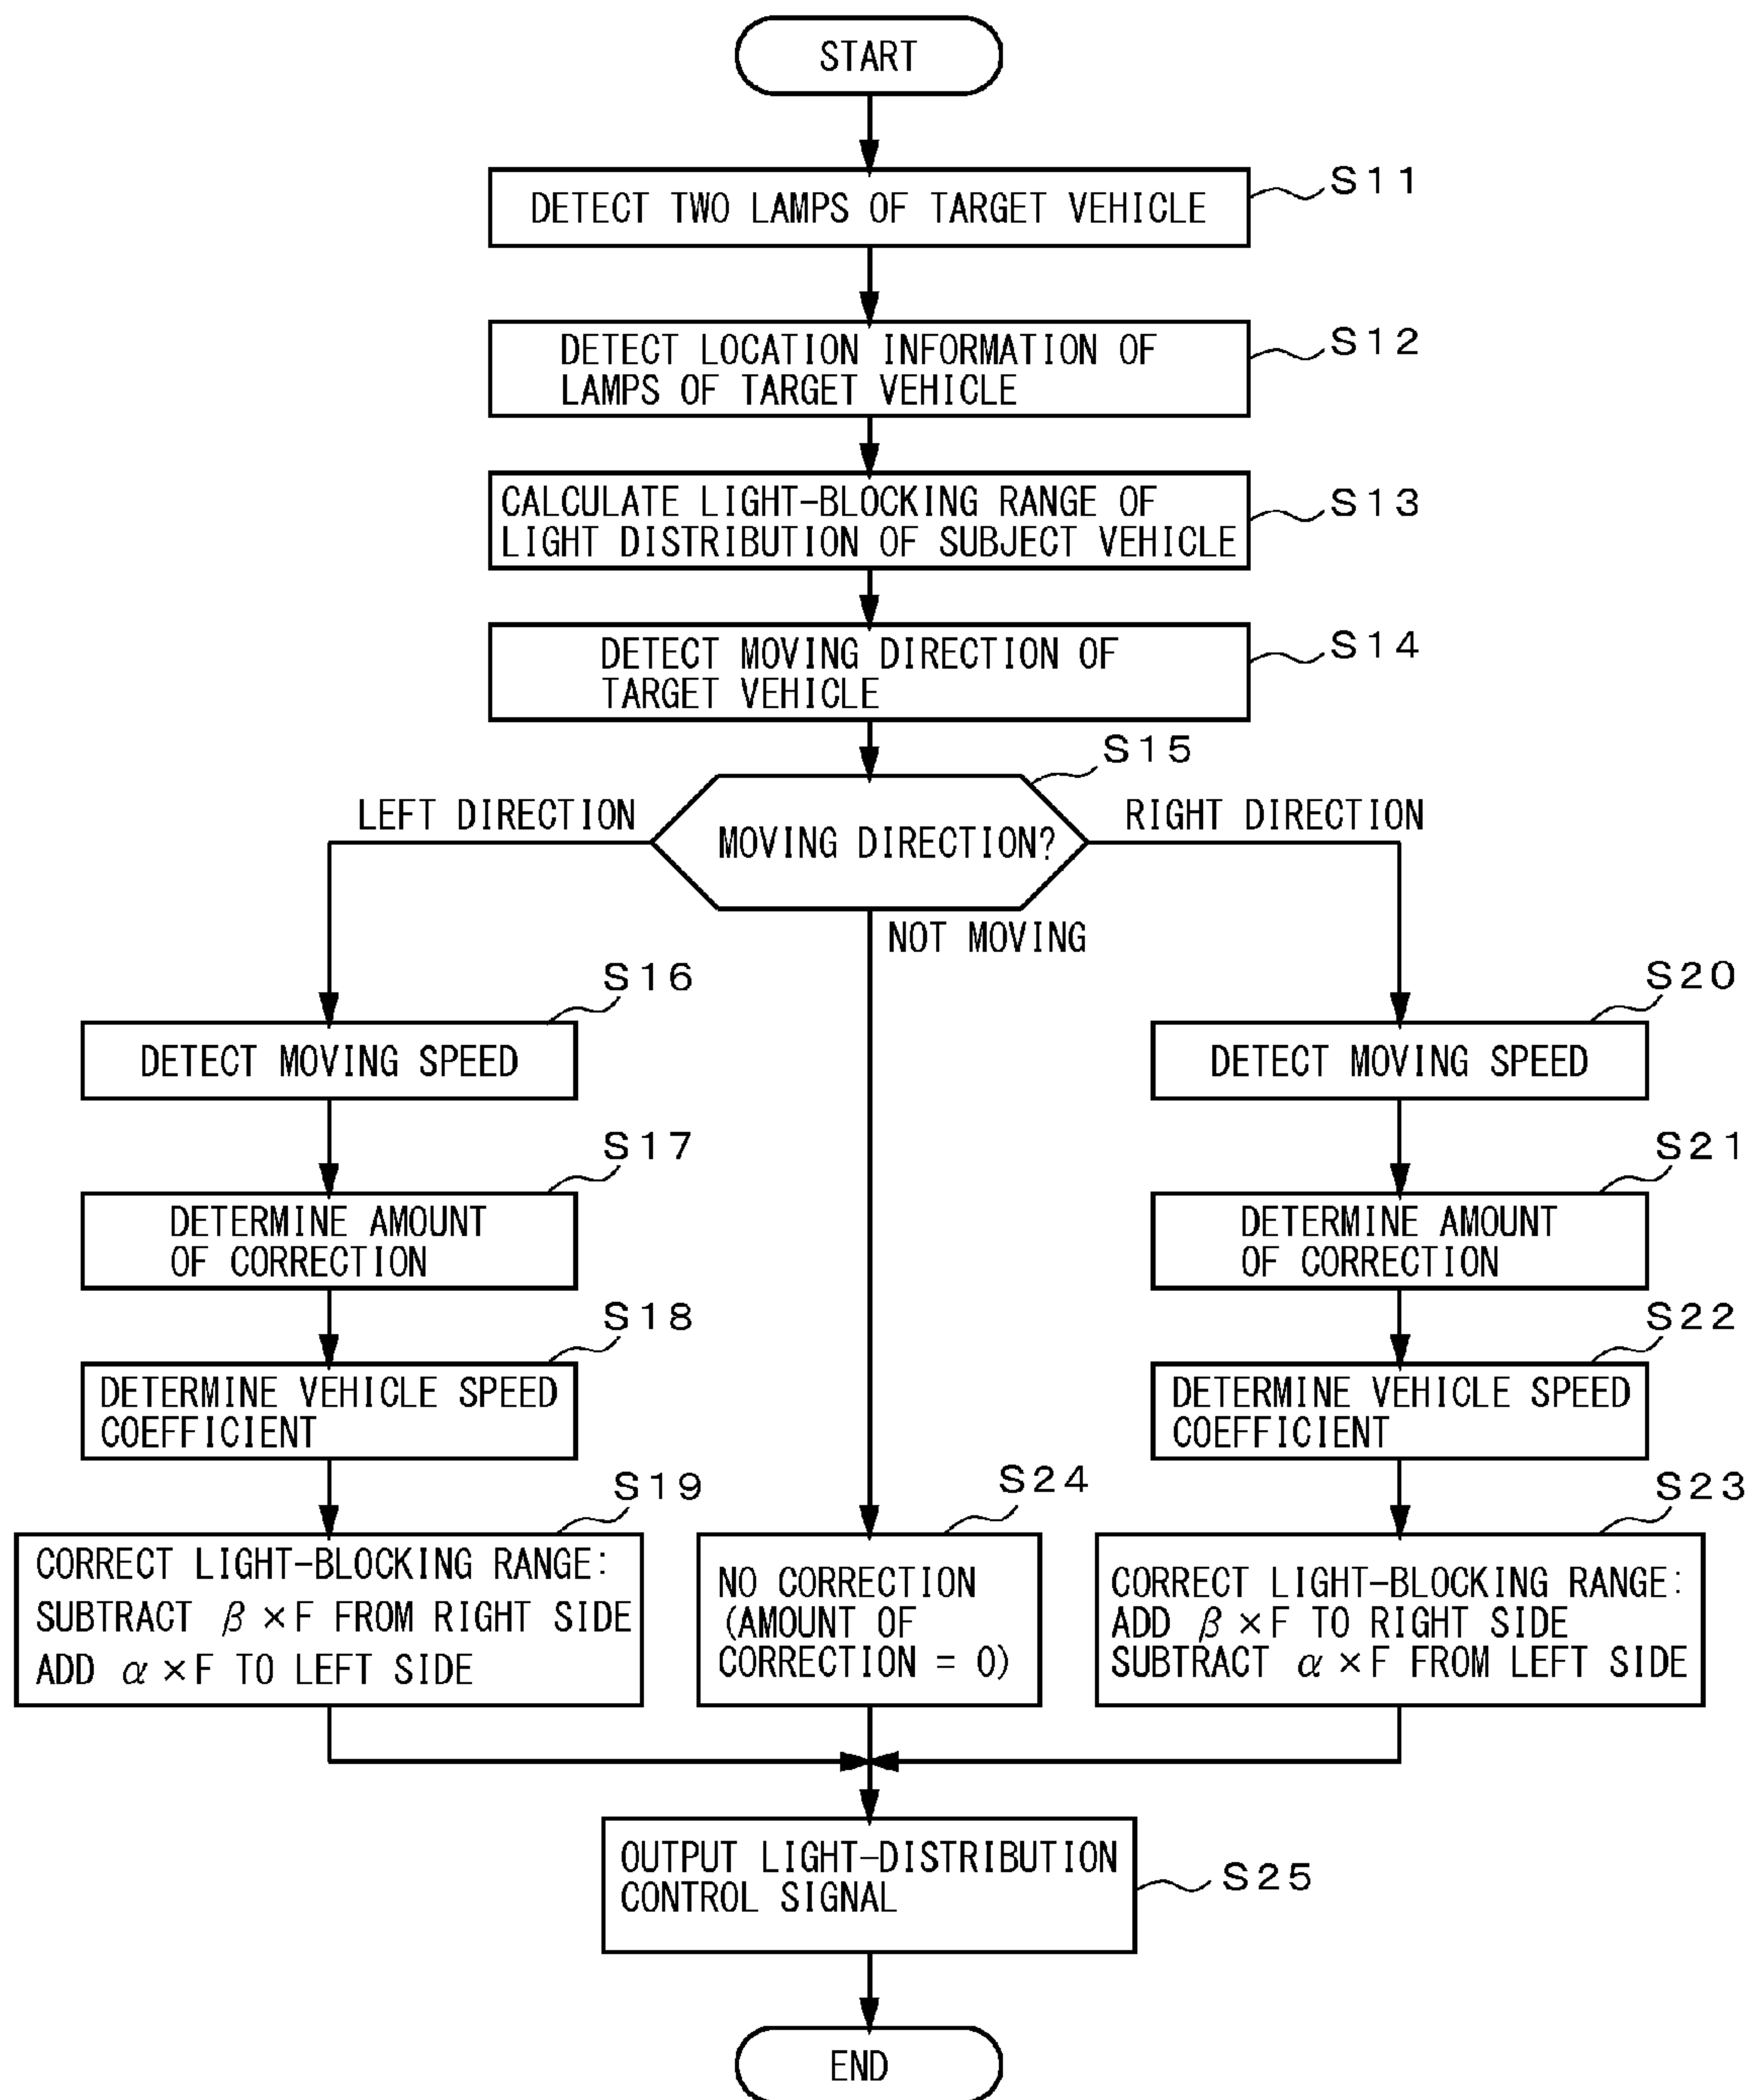 START
DETECT TWO LAMPS OF TARGET VEHICLE
S11
DETECT LOCATION INFORMATION OF
LAMPS OF TARGET VEHICLE
S12
CALCULATE LIGHT-BLOCKING RANGE OF
LIGHT DISTRIBUTION OF SUBJECT VEHICLE
S13
DETECT MOVING DIRECTION OF
TARGET VEHICLE
S14
S15
MOVING DIRECTION?
LEFT DIRECTION
RIGHT DIRECTION
NOT MOVING
S16
DETECT MOVING SPEED
S17
DETERMINE AMOUNT
OF CORRECTION
S18
DETERMINE VEHICLE SPEED
COEFFICIENT
S19
CORRECT LIGHT-BLOCKING RANGE:
SUBTRACT β×F FROM RIGHT SIDE
ADD α×F TO LEFT SIDE
S24
NO CORRECTION
(AMOUNT OF
CORRECTION = 0)
S20
DETECT MOVING SPEED
S21
DETERMINE AMOUNT
OF CORRECTION
S22
DETERMINE VEHICLE SPEED
COEFFICIENT
S23
CORRECT LIGHT-BLOCKING RANGE:
ADD β×F TO RIGHT SIDE
SUBTRACT α×F FROM LEFT SIDE
OUTPUT LIGHT-DISTRIBUTION
CONTROL SIGNAL
S25
END